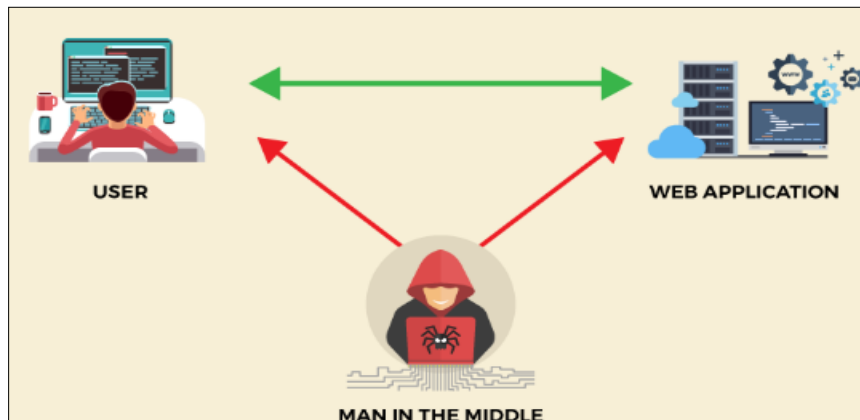 USER
WEB APPLICATION
MAN IN THE MIDDLE